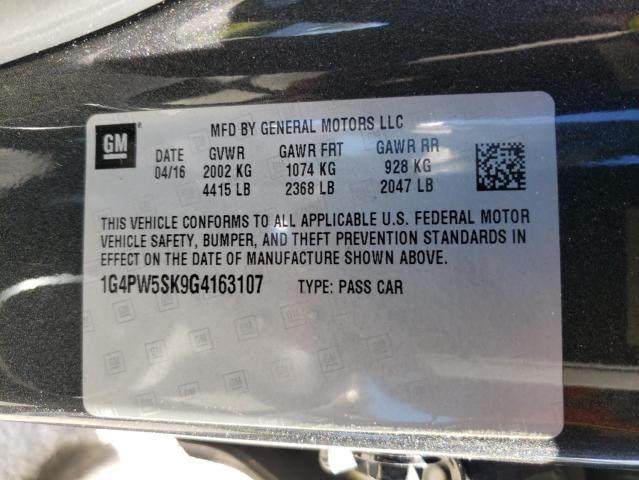 GM
MFD BY GENERAL MOTORS LLC
DATE GVWR GAWR FRT GAWR RR
04/16 2002 KG 1074 KG 928 KG
4415 LB 2368 LB 2047 LB
THIS VEHICLE CONFORMS TO ALL APPLICABLE U.S. FEDERAL MOTOR
VEHICLE SAFETY, BUMPER, AND THEFT PREVENTION STANDARDS IN
EFFECT ON THE DATE OF MANUFACTURE SHOWN ABOVE.
1G4PW5SK9G4163107 TYPE: PASS CAR